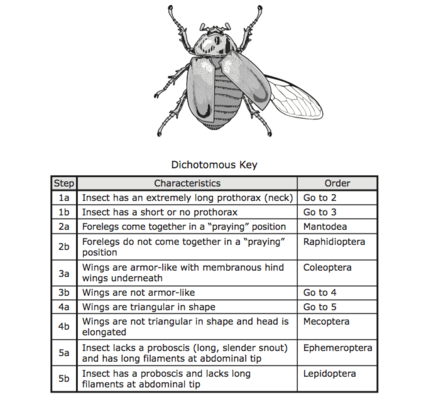 Dichotomous Key
Step Characteristics Order
1a Insect has an extremely long prothorax (neck) Go to 2
1b Insect has a short or no prothorax Go to 3
2a Forelegs come together in a "praying" position Mantodea
2b Forelegs do not come together in a "praying"
position Raphidioptera
3a Wings are armor-like with membranous hind
wings underneath Coleoptera
3b Wings are not armor-like Go to 4
4a Wings are triangular in shape Go to 5
4b Wings are not triangular in shape and head is
elongated Mecoptera
5a Insect lacks a proboscis (long, slender snout)
and has long filaments at abdominal tip Ephemeroptera
5b Insect has a proboscis and lacks long
filaments at abdominal tip Lepidoptera